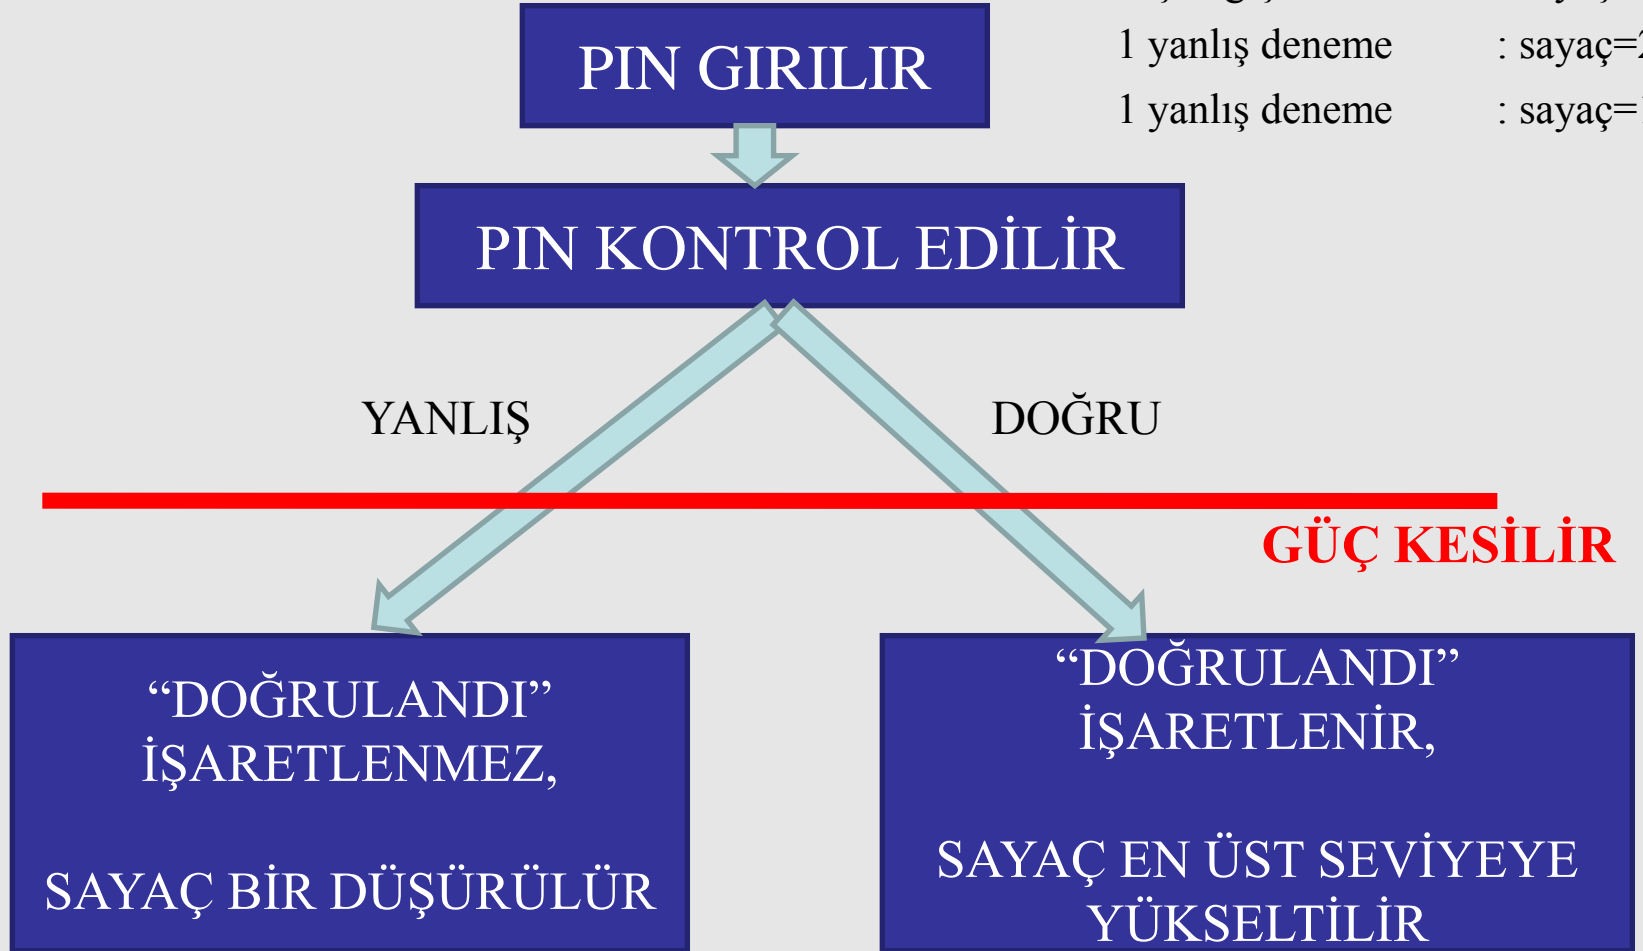 PIN GIRILIR
1 yanlış deneme : sayaç=
1 yanlış deneme : sayaç=
PIN KONTROL EDİLİR
YANLIŞ
DOĞRU
GÜÇ KESİLİR
“DOĞRULANDI”
İŞARETLENMEZ,
SAYAÇ BİR DÜŞÜRÜLÜR
“DOĞRULANDI”
İŞARETLENİR,
SAYAÇ EN ÜST SEVİYEYE
YÜKSELTİLİR